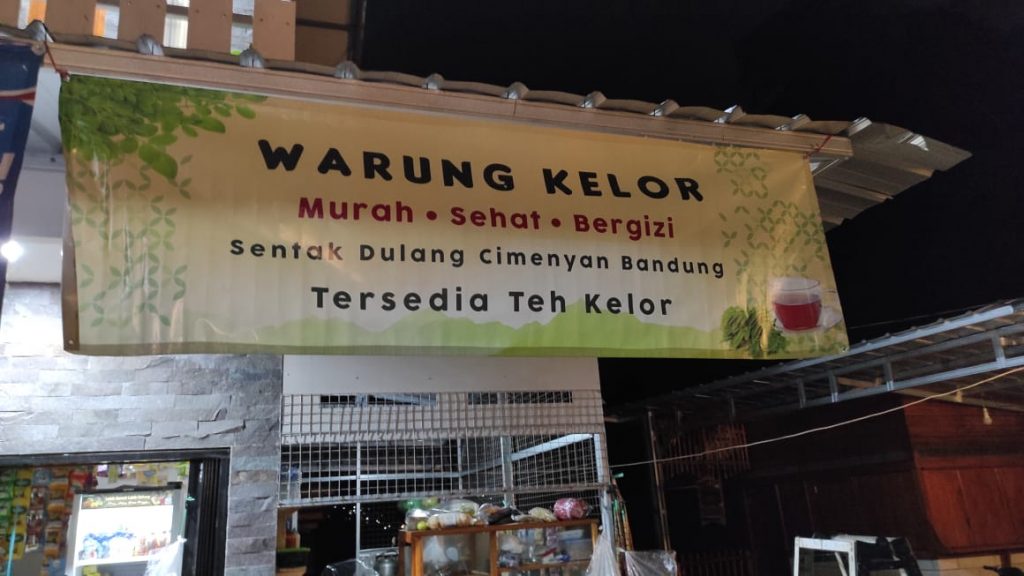 WARUNG KELOR
Murah • Sehat • Bergizi
Sentak Dulang Cimenyan Bandung
Tersedia Teh Kelor